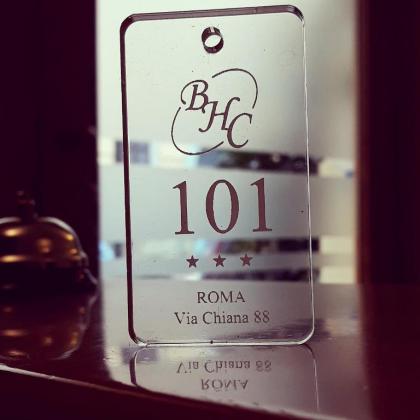 BHC
101
★ ★ ★
ROMA
Via Chiana 88